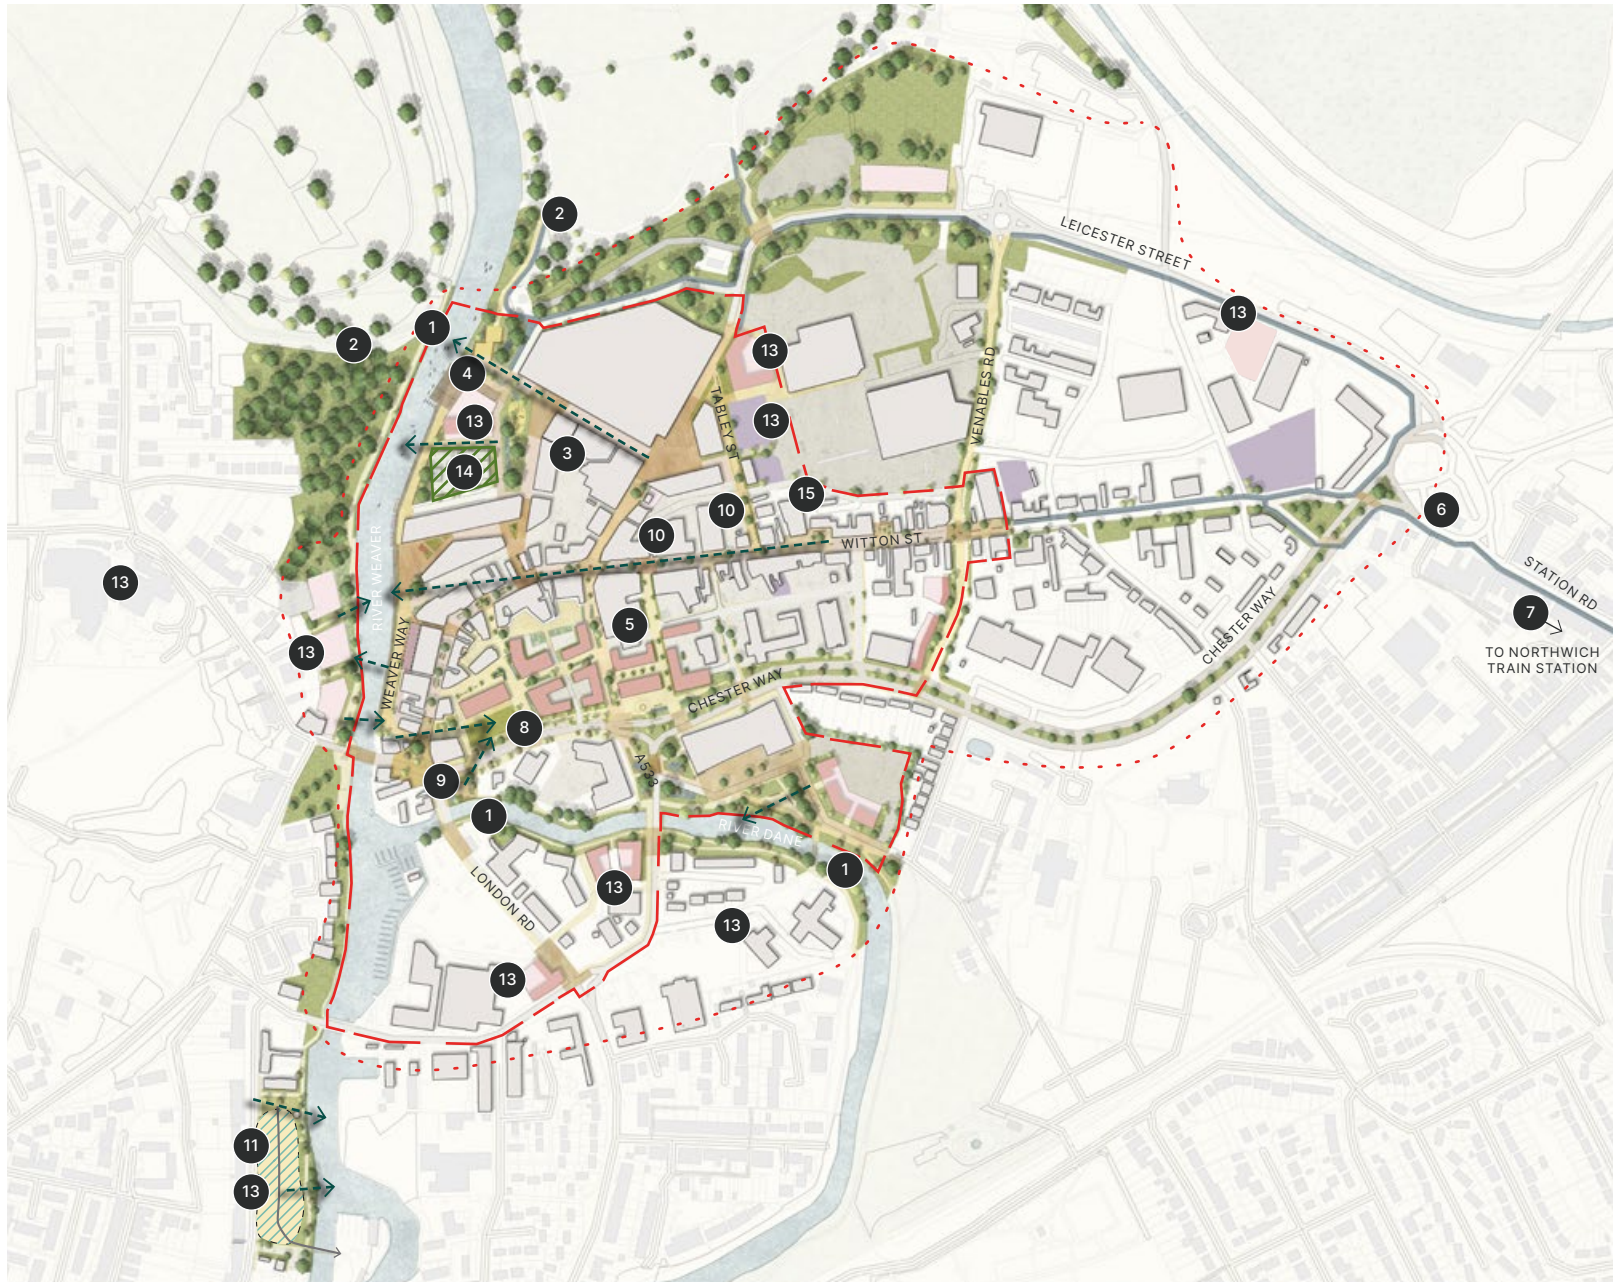 2
LEICESTER STREET
13
1
2
13
4
VENABLES RD
TABLEY ST
13
13
3
14
15
10
6
10
WITTON ST
RIVER WEAVER
13
STATION RD
7
5
CHESTER WAY
13
TO NORTHWICH
TRAIN STATION
WEAVER WAY
CHESTER WAY
8
A533
9
1
RIVER DANE
1
13
LONDON RD
13
13
11
13